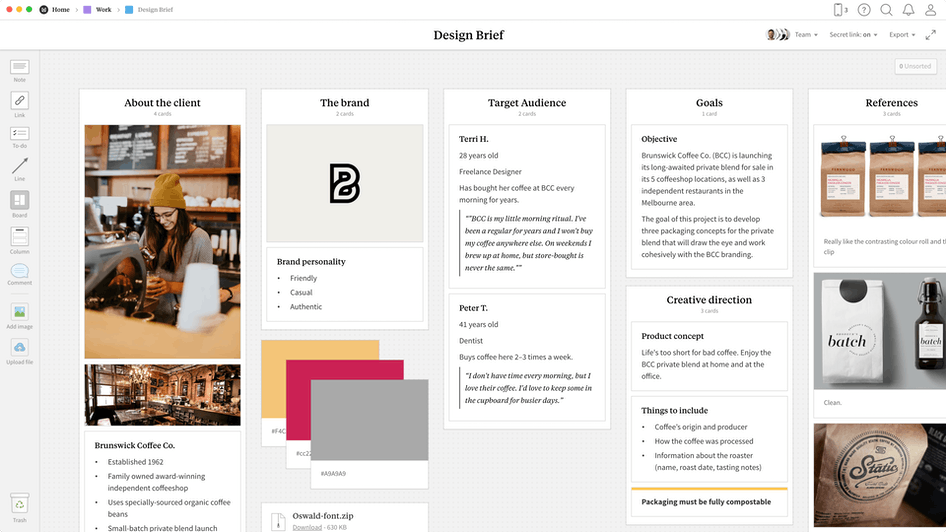 Home
Work
Design Brief
3
Design Brief
Team
Secret link: on
Export
0 Unsorted
Note
Link
To-do
Line
Board
Column
Comment
Add image
Upload file
Trash
About the client
4 cards
Brunswick Coffee Co.
• Established 1962
• Family owned award-winning
independent coffeeshop
• Uses specially-sourced organic coffee
beans
• Small-batch private blend launch
The brand
2 cards
B
Brand personality
• Friendly
• Casual
• Authentic
#F4C
#cc22
#A9A9A9
Oswald-font.zip
Download - 630 KB
Target Audience
2 cards
Terri H.
28 years old
Freelance Designer
Has bought her coffee at BCC every
morning for years.
"“BCC is my little morning ritual. I've
been a regular for years and I won't buy
my coffee anywhere else. On weekends I
brew up at home, but store-bought is
never the same.”"
Peter T.
41 years old
Dentist
Buys coffee here 2–3 times a week.
"I don't have time every morning, but I
love their coffee. I'd love to keep some in
the cupboard for busier days."
Goals
1 card
Objective
Brunswick Coffee Co. (BCC) is launching
its long-awaited private blend for sale in
its 5 coffeeshop locations, as well as 3
independent restaurants in the
Melbourne area.
The goal of this project is to develop
three packaging concepts for the private
blend that will draw the eye and work
cohesively with the BCC branding.
Creative direction
3 cards
Product concept
Life's too short for bad coffee. Enjoy the
BCC private blend at home and at the
office.
Things to include
• Coffee's origin and producer
• How the coffee was processed
• Information about the roaster
(name, roast date, tasting notes)
Packaging must be fully compostable
References
3 cards
Really like the contrasting colour roll and th
clip
batch
batch
Clean.
Static